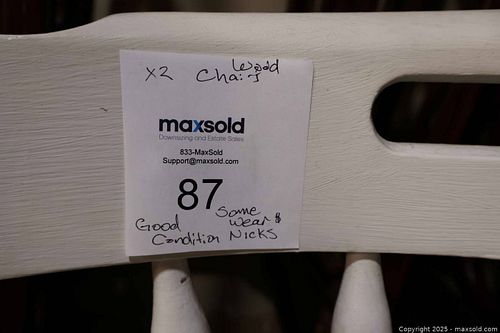 x2 Wood
Chairs
maxsold
Downsizing and Estate Sales
833-MaxSold
Support@maxsold.com
87
Good Some
Condition Wear &
Nicks
Copyright 2025 - maxsold.com